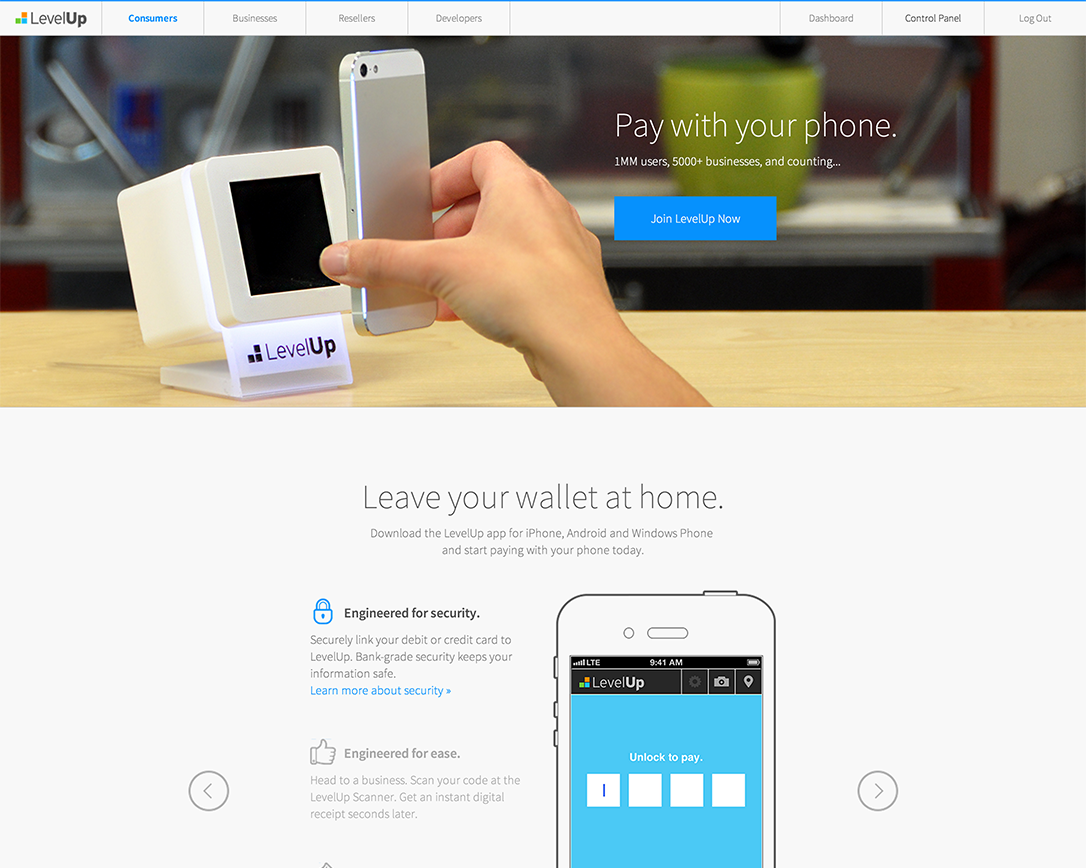 LevelUp
Consumers
Businesses
Resellers
Developers
Dashboard
Control Panel
Log Out
Pay with your phone.
1MM users, 5000+ businesses, and counting...
Join LevelUp Now
LevelUp
Leave your wallet at home.
Download the LevelUp app for iPhone, Android and Windows Phone
and start paying with your phone today.
Engineered for security.
Securely link your debit or credit card to
LevelUp. Bank-grade security keeps your
information safe.
Learn more about security »
Engineered for ease.
Head to a business. Scan your code at the
LevelUp Scanner. Get an instant digital
receipt seconds later.
LTE
9:41 AM
LevelUp
Unlock to pay.